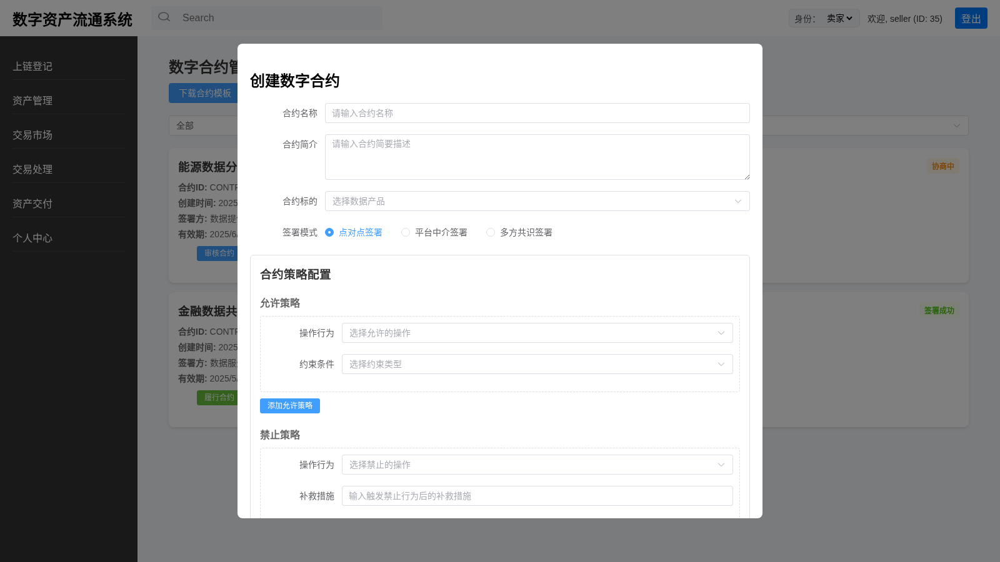 数字资产流通系统
Search
身份: 卖家
欢迎, seller (ID: 35)
登出
上链登记
资产管理
交易市场
交易处理
资产交付
个人中心
数字合约管
下载合约模板
全部
能源数据分
合约ID: CONTR
创建时间: 2025
签署方: 数据提
有效期: 2025/6/
审核合约
协商中
金融数据共
合约ID: CONTR
创建时间: 2025
签署方: 数据服
有效期: 2025/5/
履行合约
签署成功
创建数字合约
合约名称 请输入合约名称
合约简介 请输入合约简要描述
合约标的 选择数据产品
签署模式 点对点签署 平台中介签署 多方共识签署
合约策略配置
允许策略
操作行为 选择允许的操作
约束条件 选择约束类型
添加允许策略
禁止策略
操作行为 选择禁止的操作
补救措施 输入触发禁止行为后的补救措施